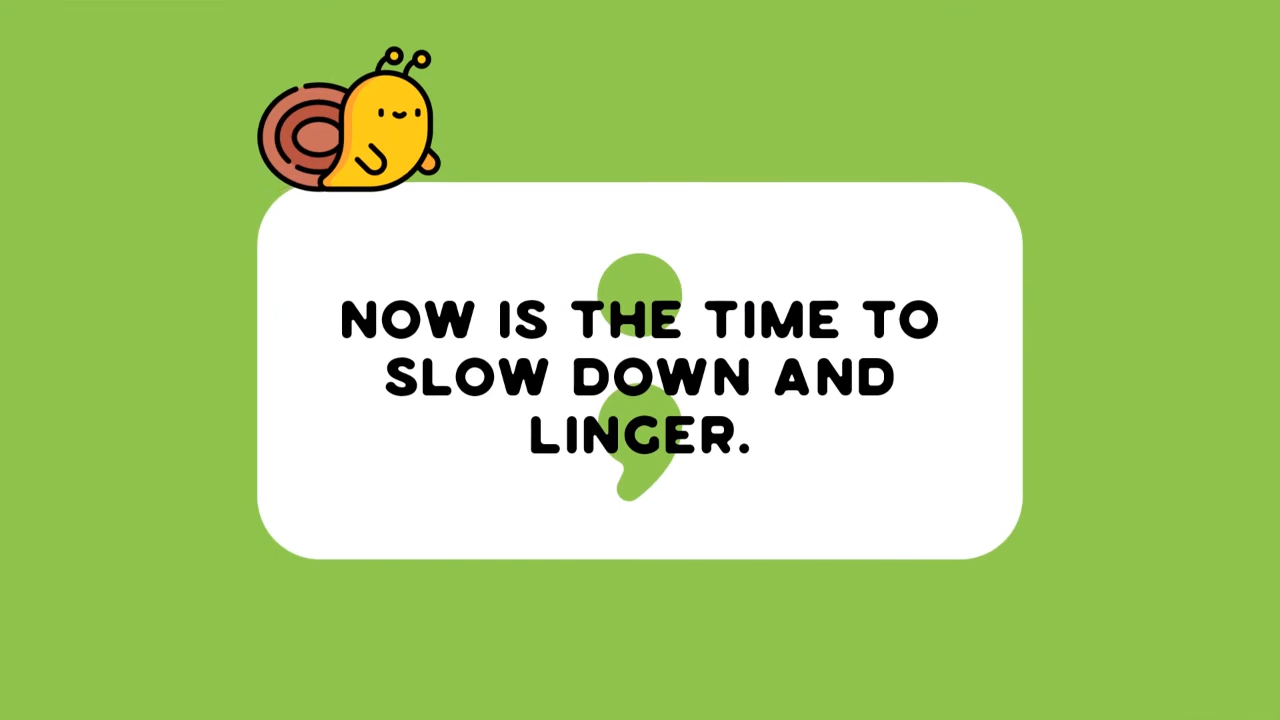 NOW IS THE TIME TO
SLOW DOWN AND
LINGER.